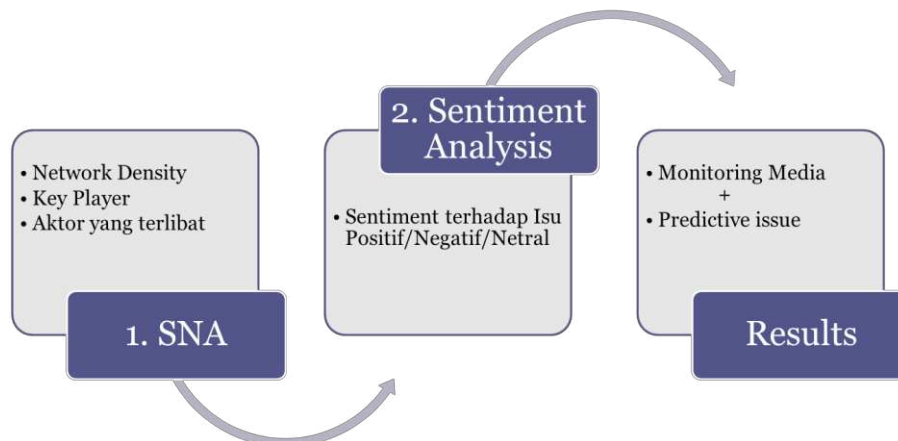 • Network Density
• Key Player
• Aktor yang terlibat
1. SNA
2. Sentiment
Analysis
• Sentiment terhadap Isu
Positif/Negatif/Netral
• Monitoring Media
+
• Predictive issue
Results